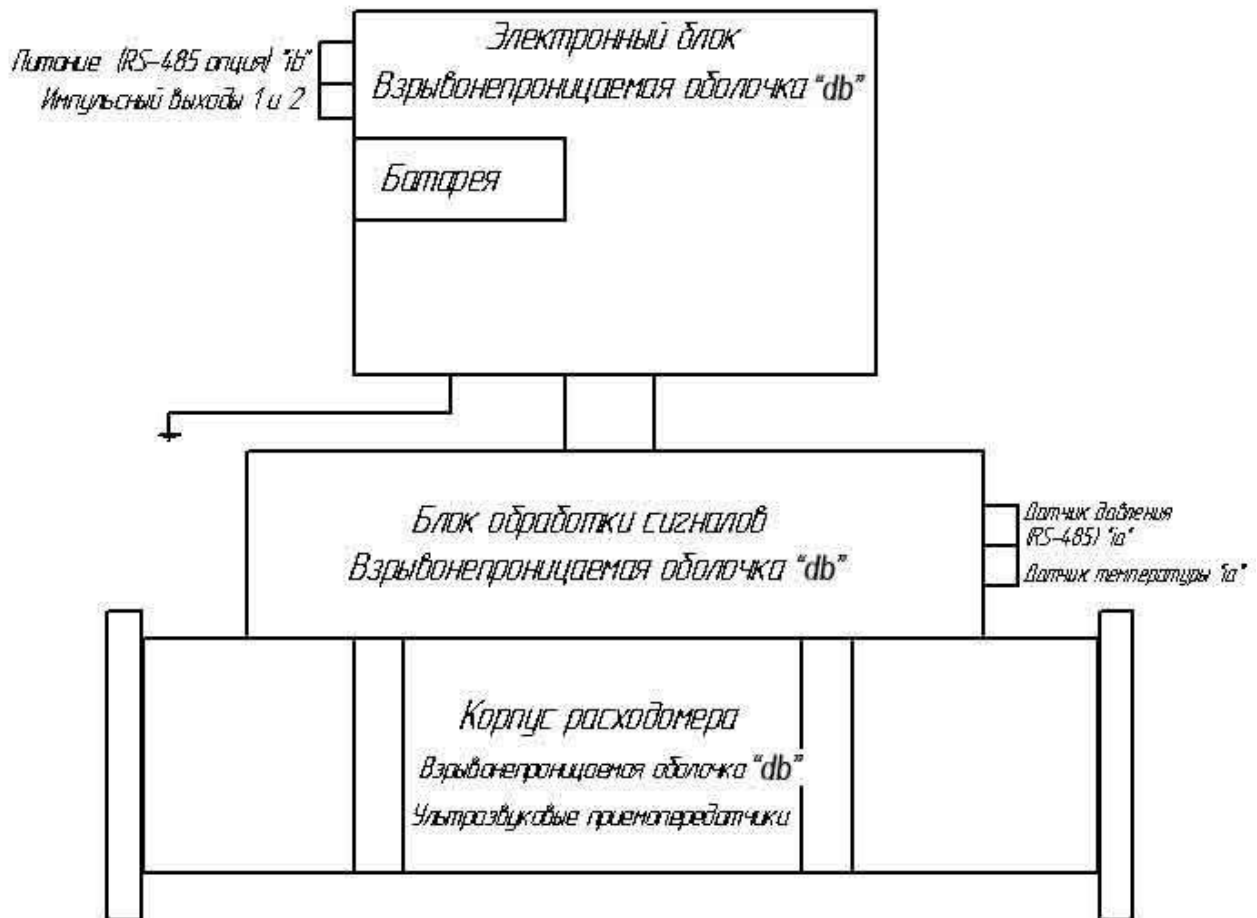 Электронный блок
Взрывонепроницаемая оболочка "db"
Питание (RS-485 опция) "ib"
Импульсный выходы 1 и 2
Батарея
Блок обработки сигналов
Взрывонепроницаемая оболочка "db"
Датчик давления
(RS-485) "ia"
Датчик температуры "ia"
Корпус расходомера
Взрывонепроницаемая оболочка "db"
Ультразвуковые приемопередатчики